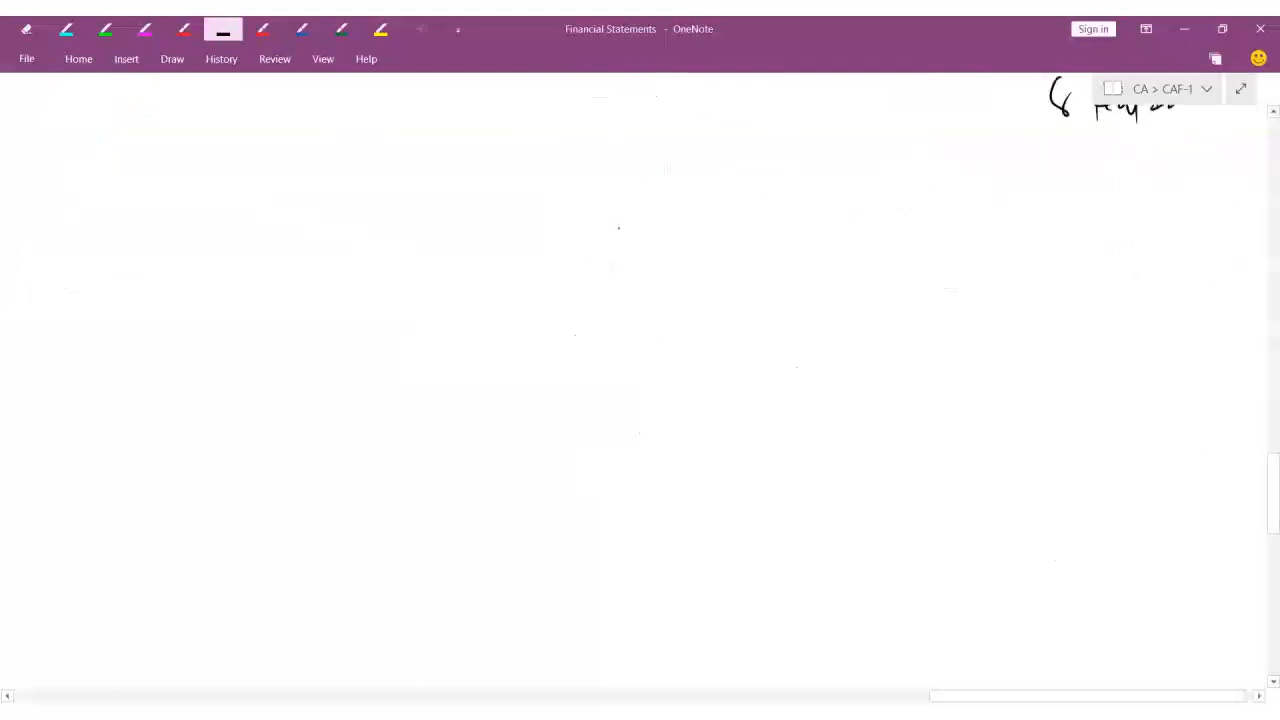 Financial Statements - OneNote
Sign in
File Home Insert Draw History Review View Help
CA > CAF-1